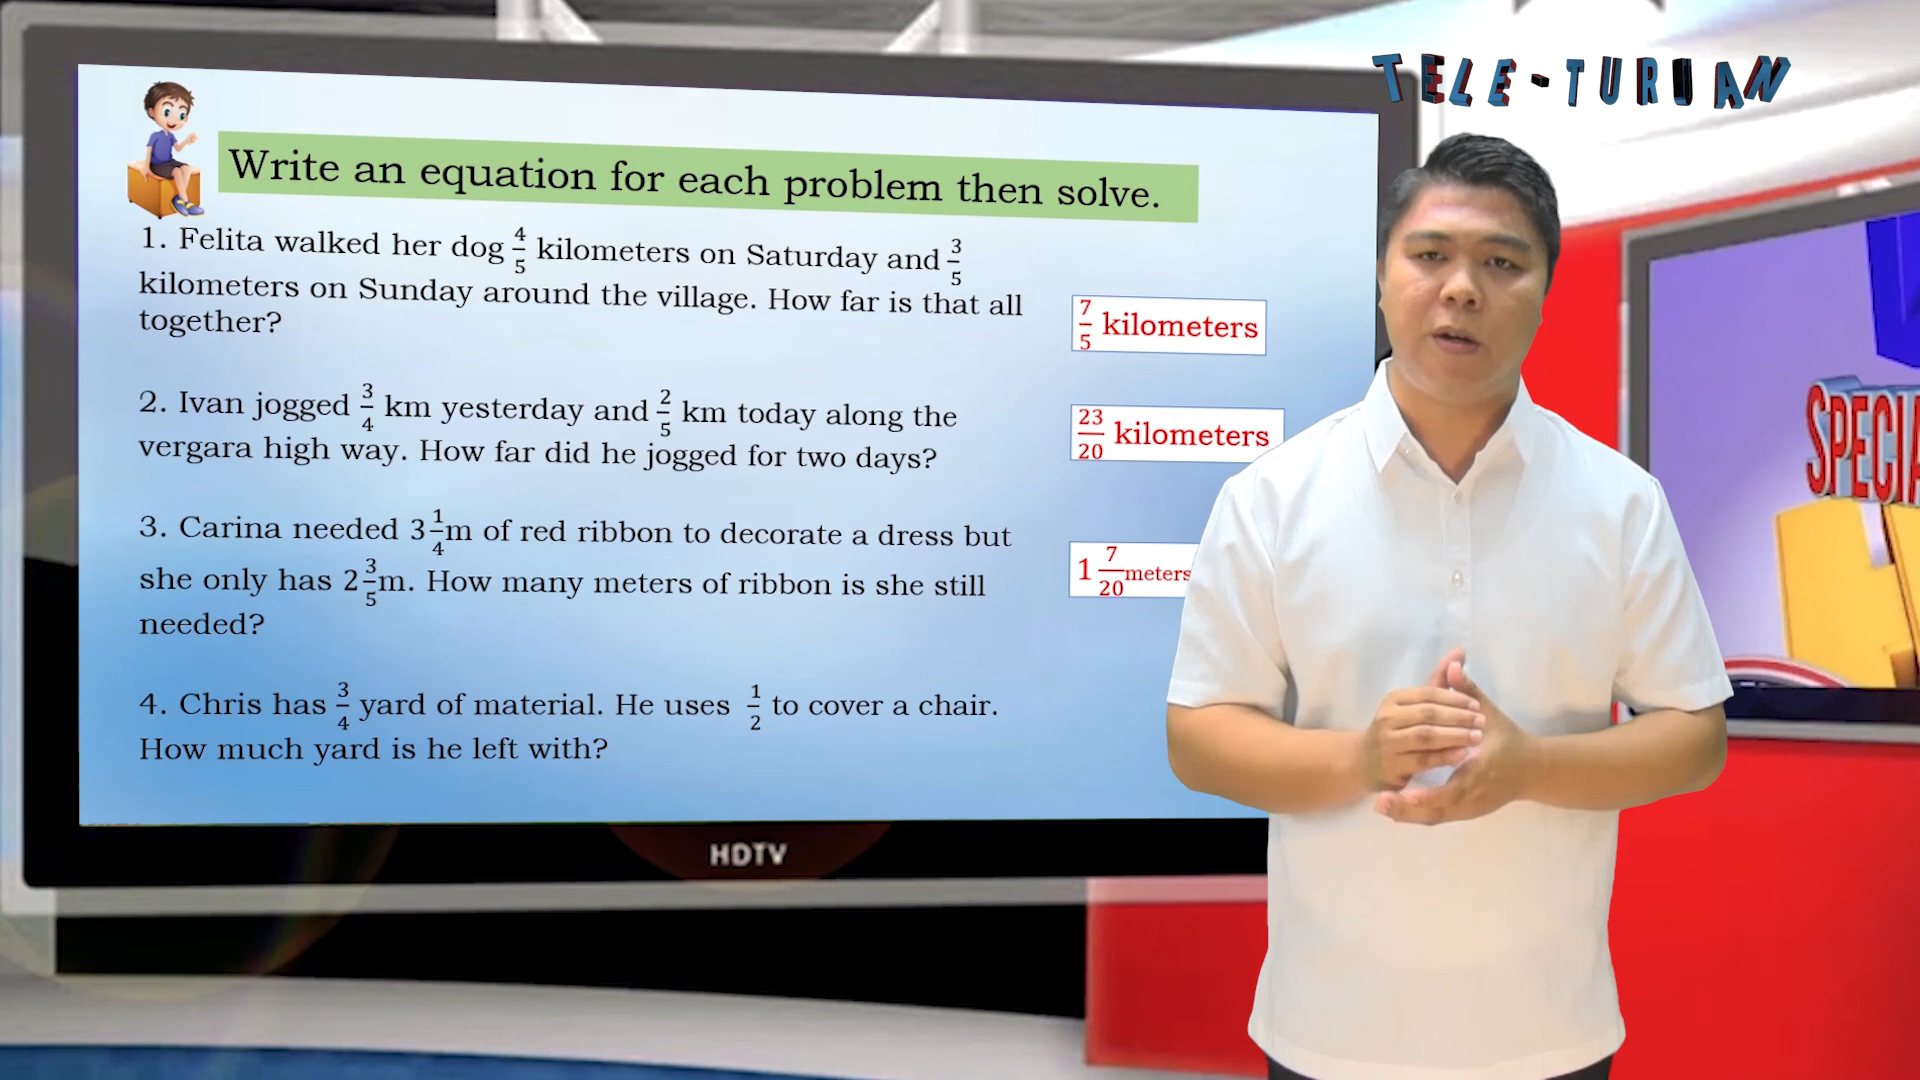 TELE-TURUAN
Write an equation for each problem then solve.
1. Felita walked her dog 4/5 kilometers on Saturday and 3/5
kilometers on Sunday around the village. How far is that all
together?
7/5 kilometers
2. Ivan jogged 3/4 km yesterday and 2/5 km today along the
vergara high way. How far did he jogged for two days?
23/20 kilometers
3. Carina needed 3 1/4m of red ribbon to decorate a dress but
she only has 2 3/5m. How many meters of ribbon is she still
needed?
1 7/20 meters
4. Chris has 3/4 yard of material. He uses 1/2 to cover a chair.
How much yard is he left with?
HDTV